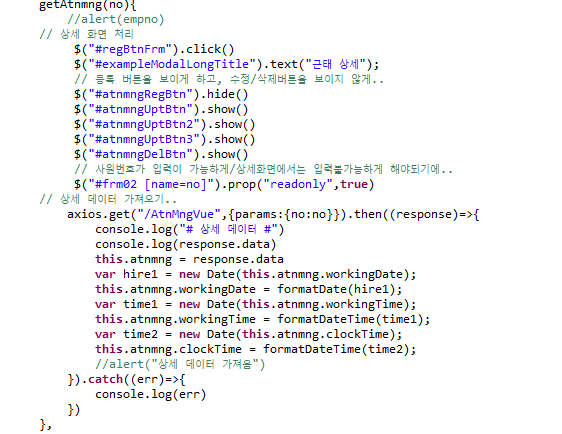 getAtnmng(no){
//alert(empno)
// 상세 화면 처리
$("#regBtnFrm").click()
$("#exampleModalLongTitle").text("근태 상세");
// 등록 버튼을 보이게 하고, 수정/삭제버튼을 보이지 않게..
$("#atnmngRegBtn").hide()
$("#atnmngUptBtn").show()
$("#atnmngUptBtn2").show()
$("#atnmngUptBtn3").show()
$("#atnmngDelBtn").show()
// 사원번호가 입력이 가능하게/상세화면에서는 입력불가능하게 해야되기에..
$("#frm02 [name=no]").prop("readonly",true)
// 상세 데이터 가져오기..
axios.get("/AtnMngVue",{params:{no:no}}).then((response)=>{
console.log("# 상세 데이터 #")
console.log(response.data)
this.atnmng = response.data
var hire1 = new Date(this.atnmng.workingDate);
this.atnmng.workingDate = formatDate(hire1);
var time1 = new Date(this.atnmng.workingTime);
this.atnmng.workingTime = formatDateTime(time1);
var time2 = new Date(this.atnmng.clockTime);
this.atnmng.clockTime = formatDateTime(time2);
//alert("상세 데이터 가져옴")
}).catch((err)=>{
console.log(err)
})
},